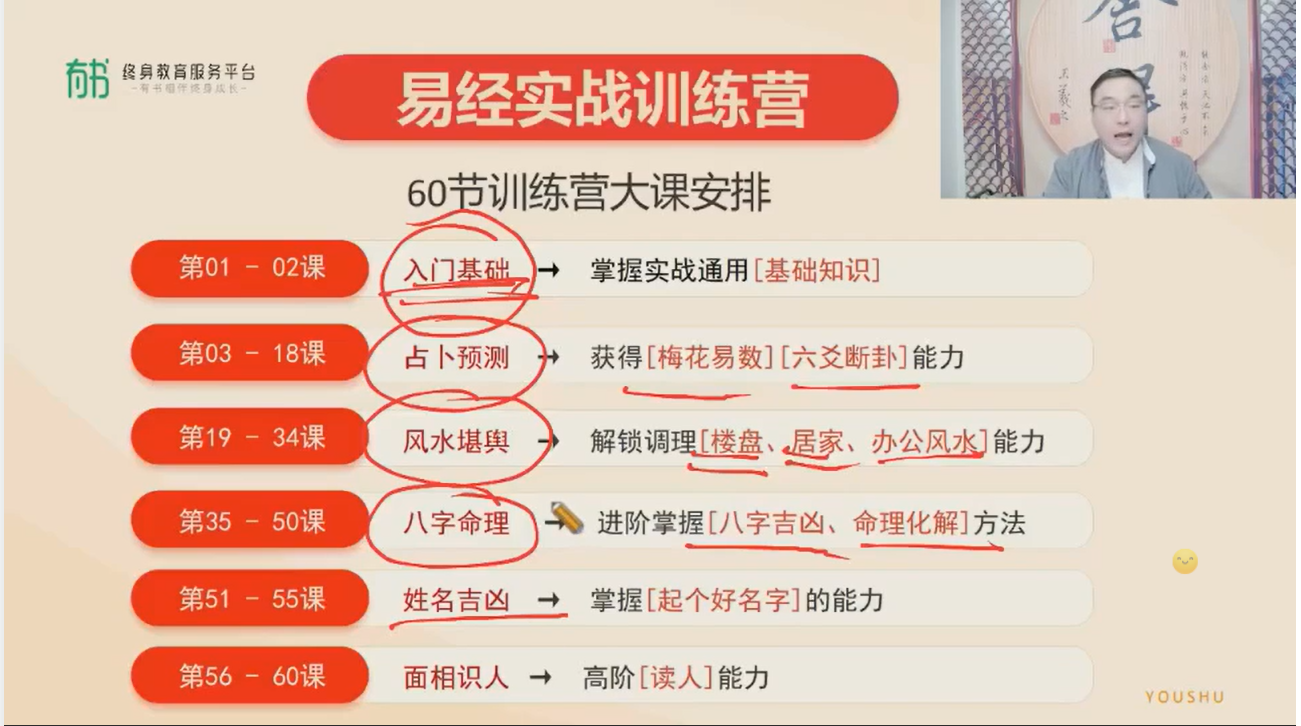 有书 终身教育服务平台
-有书相伴终身成长-
易经实战训练营
60节训练营大课安排
第01 - 02课 入门基础 → 掌握实战通用[基础知识]
第03 - 18课 占卜预测 → 获得[梅花易数][六爻断卦]能力
第19 - 34课 风水堪舆 → 解锁调理[楼盘、居家、办公风水]能力
第35 - 50课 八字命理 → 进阶掌握[八字吉凶、命理化解]方法
第51 - 55课 姓名吉凶 → 掌握[起个好名字]的能力
第56 - 60课 面相识人 → 高阶[读人]能力
YOUSHU